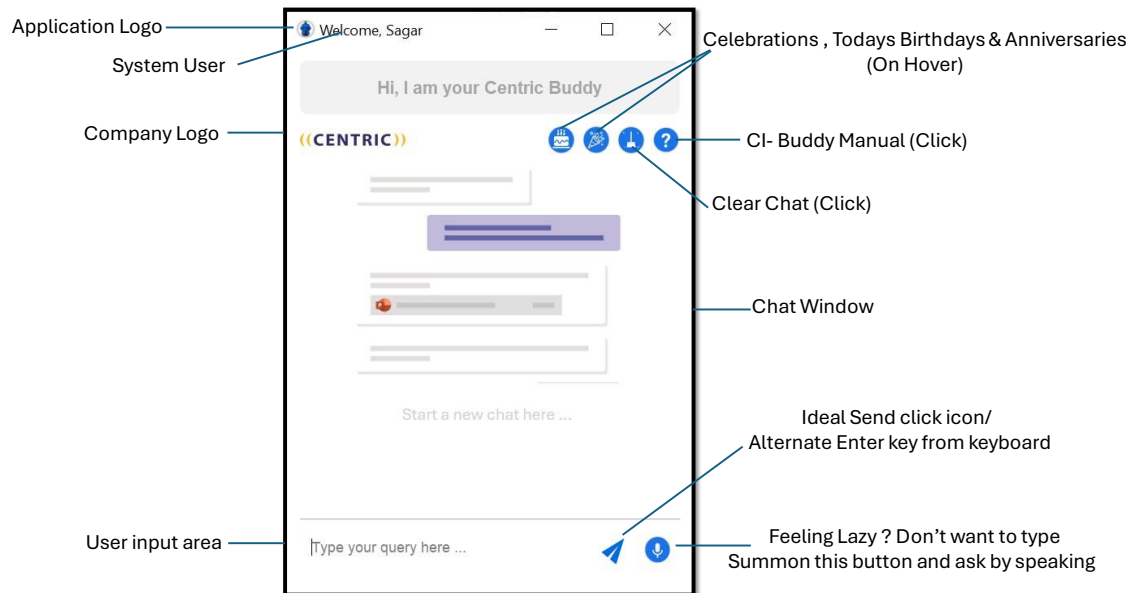 Application Logo
Welcome, Sagar
Celebrations , Todays Birthdays & Anniversaries
(On Hover)
System User
Hi, I am your Centric Buddy
Company Logo
((CENTRIC))
?
CI- Buddy Manual (Click)
Clear Chat (Click)
Chat Window
Start a new chat here ...
Ideal Send click icon/
Alternate Enter key from keyboard
User input area
Type your query here ...
Feeling Lazy ? Don’t want to type
Summon this button and ask by speaking